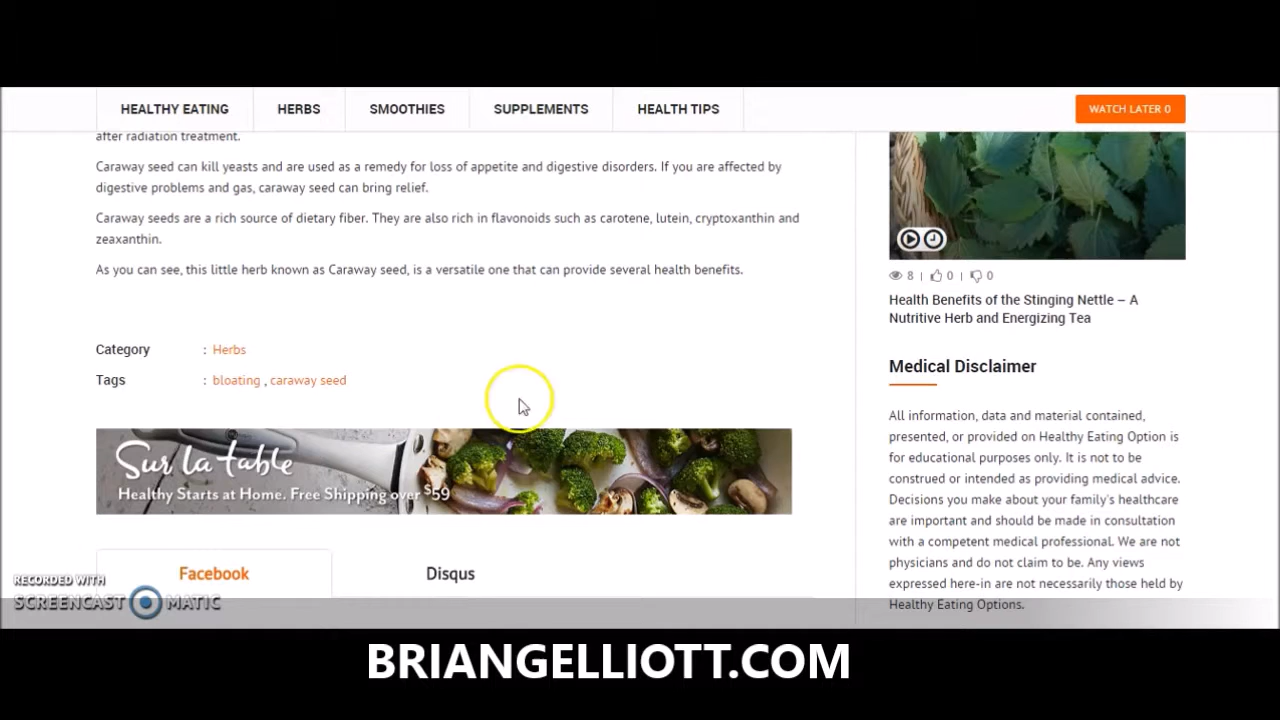 HEALTHY EATING
HERBS
SMOOTHIES
SUPPLEMENTS
HEALTH TIPS
WATCH LATER 0
after radiation treatment.
Caraway seed can kill yeasts and are used as a remedy for loss of appetite and digestive disorders. If you are affected by
digestive problems and gas, caraway seed can bring relief.
Caraway seeds are a rich source of dietary fiber. They are also rich in flavonoids such as carotene, lutein, cryptoxanthin and
zeaxanthin.
As you can see, this little herb known as Caraway seed, is a versatile one that can provide several health benefits.
Category : Herbs
Tags : bloating , caraway seed
Sur la table
Healthy Starts at Home. Free Shipping over $59
Facebook
Disqus
8 | 0 | 0
Health Benefits of the Stinging Nettle – A
Nutritive Herb and Energizing Tea
Medical Disclaimer
All information, data and material contained,
presented, or provided on Healthy Eating Option is
for educational purposes only. It is not to be
construed or intended as providing medical advice.
Decisions you make about your family's healthcare
are important and should be made in consultation
with a competent medical professional. We are not
physicians and do not claim to be. Any views
expressed here-in are not necessarily those held by
Healthy Eating Options.
RECORDED WITH
SCREENCAST MATIC
BRIANGELLIOTT.COM